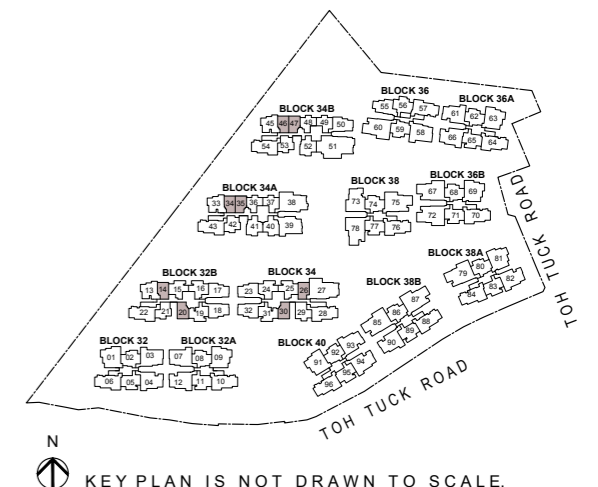 BLOCK 36
BLOCK 36A
55 56 57
60 59 58
61 62 63
66 65 64
BLOCK 34B
45 46 47 48 49 50
54 53 52 51
BLOCK 34A
33 34 35 36 37 38
43 42 41 40 39
BLOCK 38
73 74 75
78 77 76
BLOCK 36B
67 68 69
72 71 70
TOH TUCK ROAD
BLOCK 32B
13 14 15 16 17
22 21 20 19 18
BLOCK 34
23 24 25 26 27
32 31 30 29 28
BLOCK 38B
85 86 87
90 89 88
BLOCK 38A
79 80 81
84 83 82
BLOCK 32
01 02 03
06 05 04
BLOCK 32A
07 08 09
12 11 10
BLOCK 40
91 92 93
96 95 94
TOH TUCK ROAD
N
KEY PLAN IS NOT DRAWN TO SCALE.